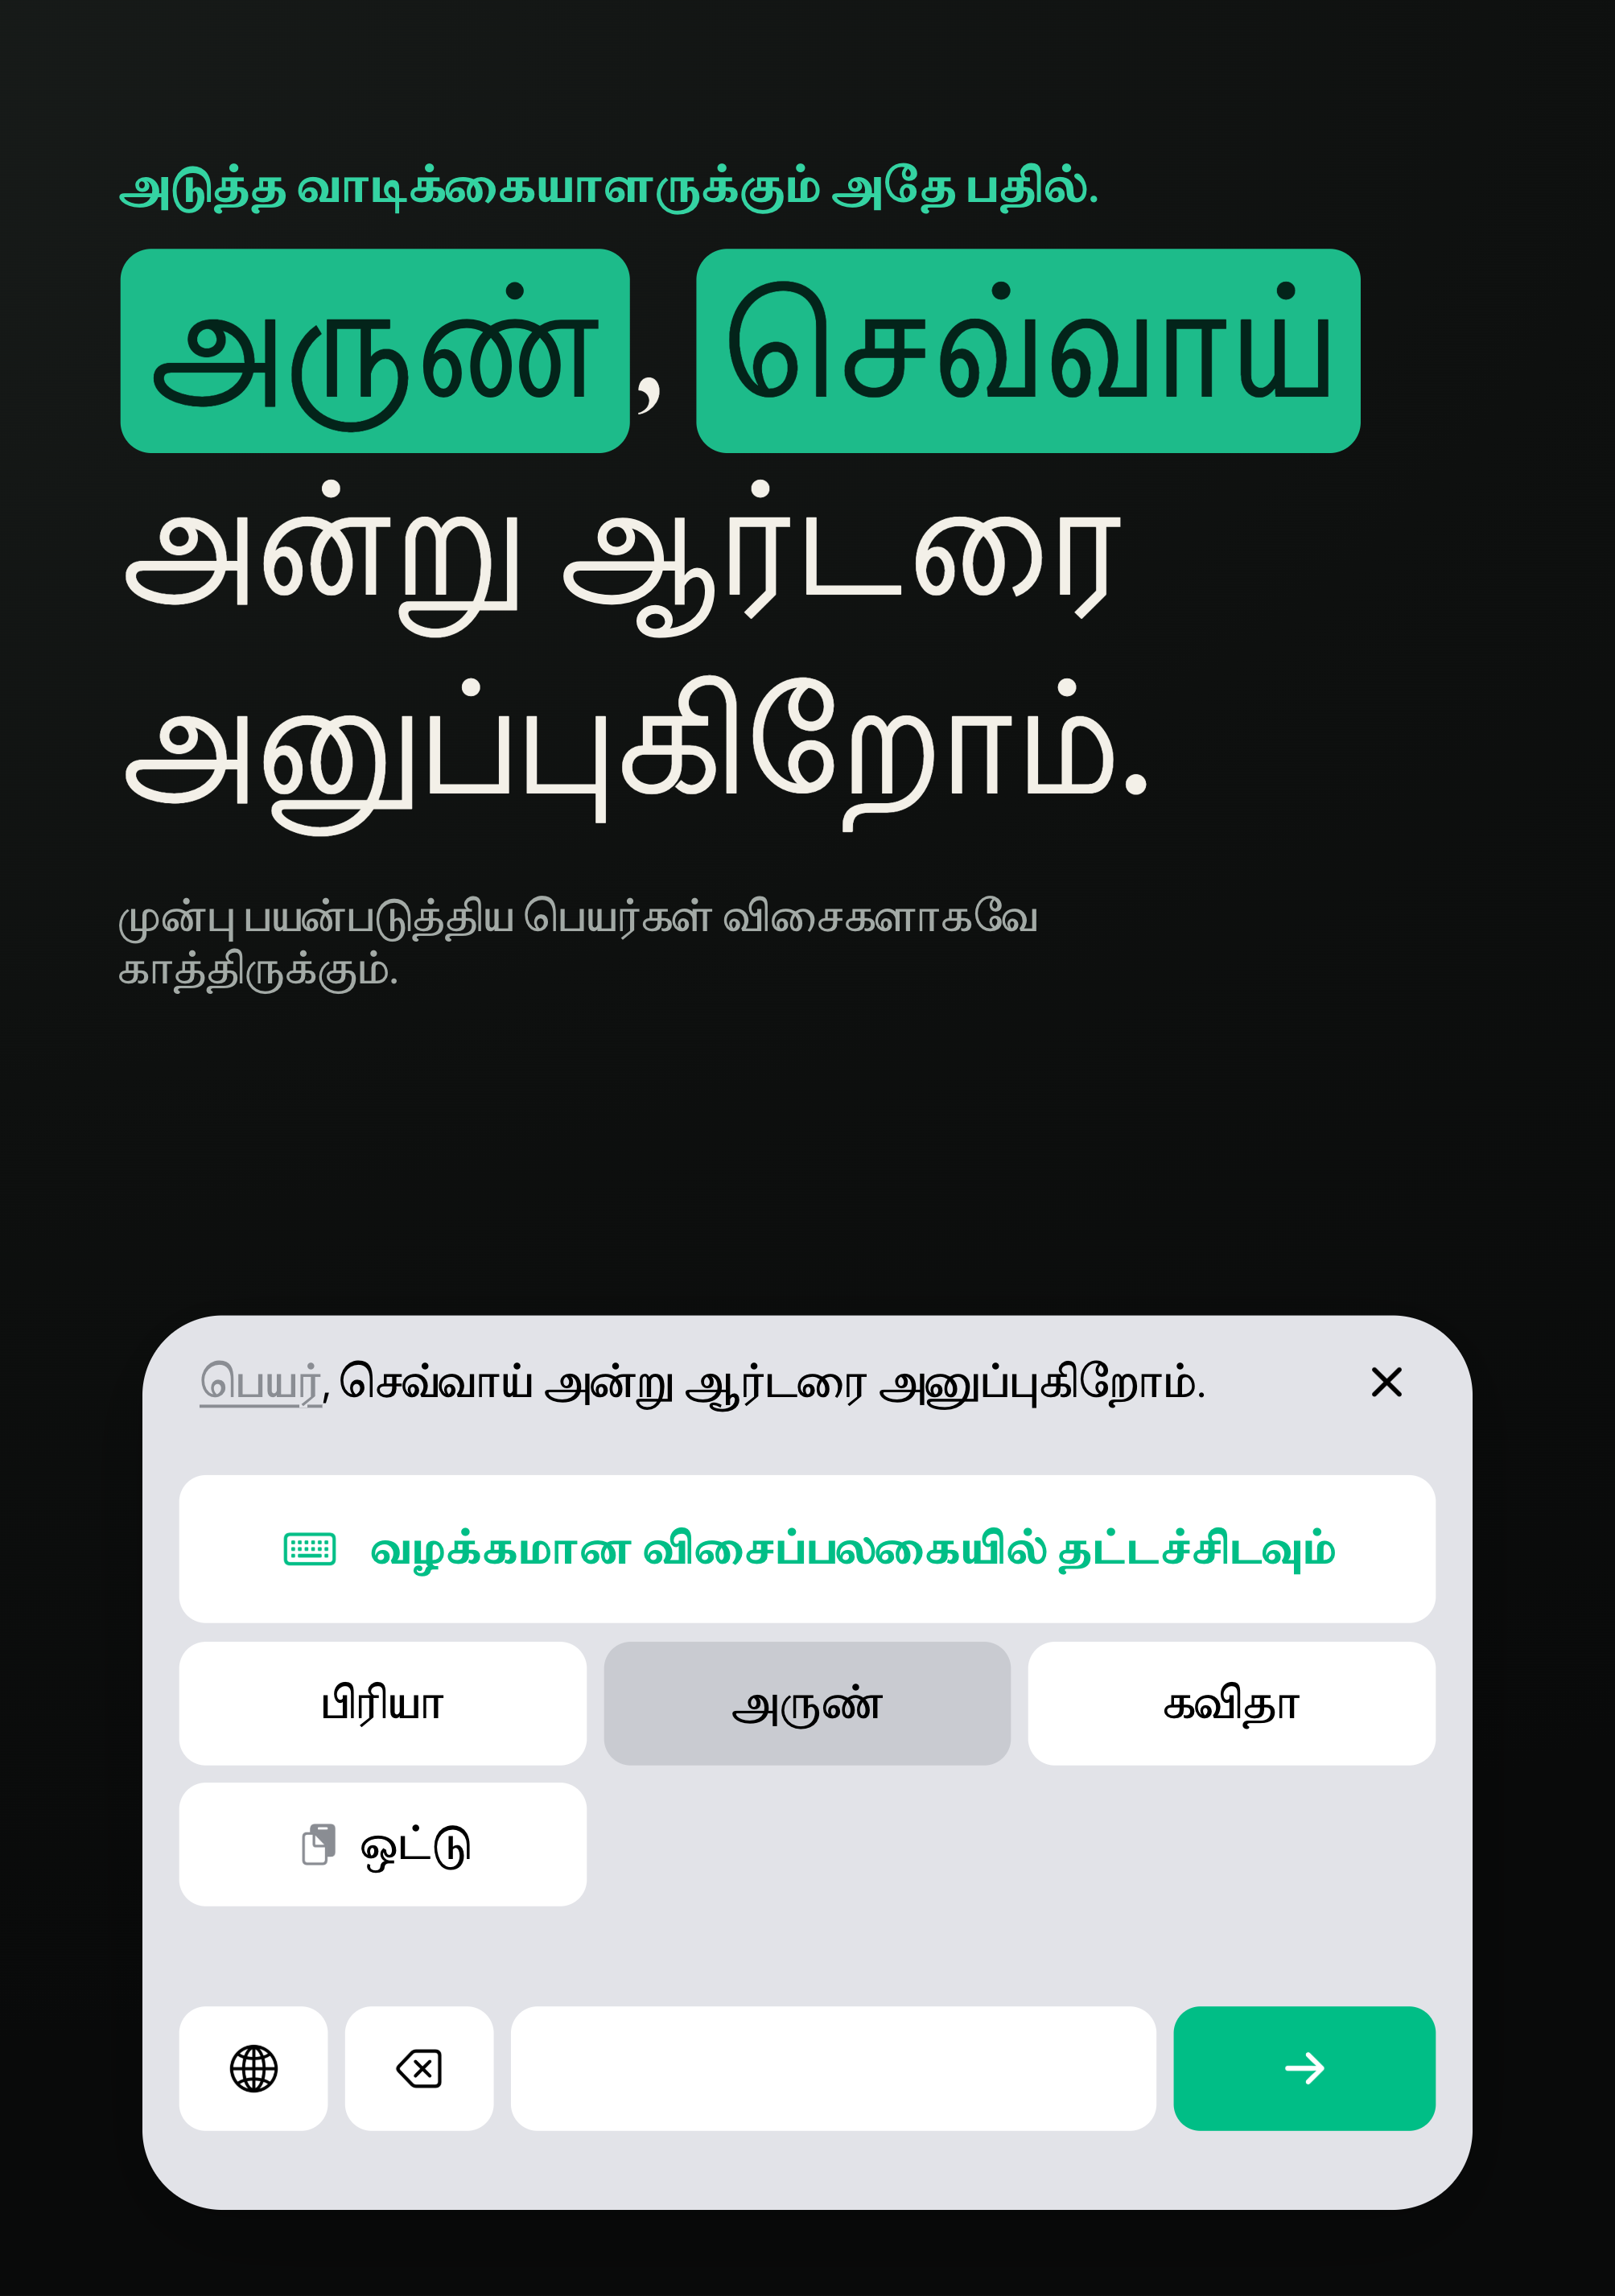 அடுத்த வாடிக்கையாளருக்கும் அதே பதில்.
அருண், செவ்வாய்
அன்று ஆர்டரை
அனுப்புகிறோம்.
முன்பு பயன்படுத்திய பெயர்கள் விசைகளாகவே
காத்திருக்கும்.
பெயர், செவ்வாய் அன்று ஆர்டரை அனுப்புகிறோம்.
வழக்கமான விசைப்பலகையில் தட்டச்சிடவும்
பிரியா அருண் கவிதா
ஒட்டு